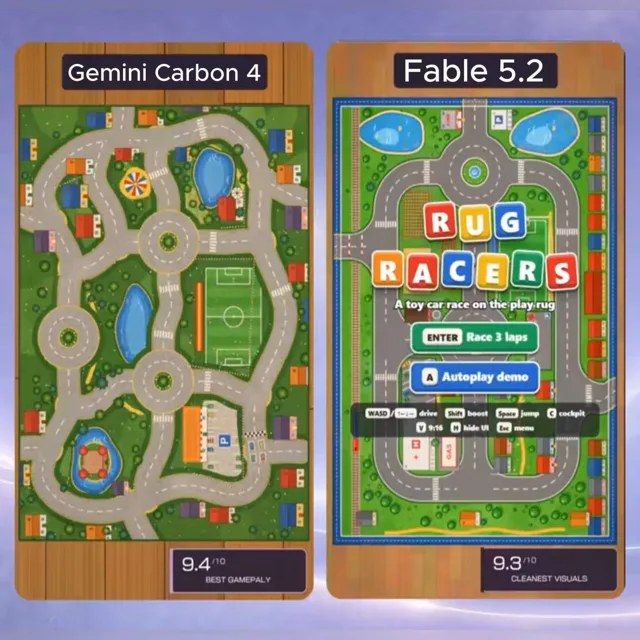 Gemini Carbon 4
Fable 5.2
P
P
RUG
RACERS
A toy car race on the play rug
ENTER Race 3 laps
A Autoplay demo
WASD / ↑←↓→ drive Shift boost Space jump C cockpit
V 9:16 H hide UI Esc menu
H
GAS
9.4/10
BEST GAMEPALY
9.3/10
CLEANEST VISUALS